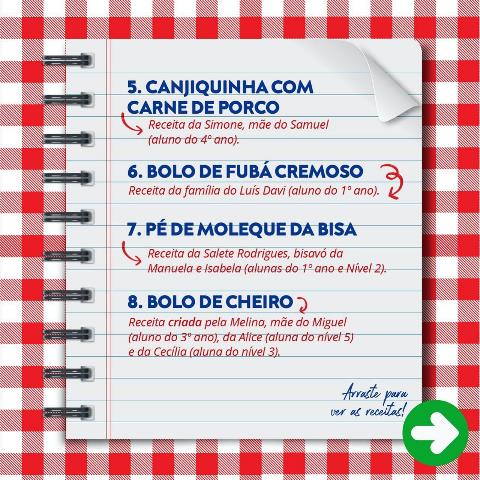 5. CANJIQUINHA COM
CARNE DE PORCO
Receita da Simone, mãe do Samuel
(aluno do 4º ano).
6. BOLO DE FUBÁ CREMOSO
Receita da família do Luís Davi (aluno do 1º ano).
7. PÉ DE MOLEQUE DA BISA
Receita da Salete Rodrigues, bisavó da
Manuela e Isabela (alunas do 1º ano e Nível 2).
8. BOLO DE CHEIRO
Receita criada pela Melina, mãe do Miguel
(aluno do 3º ano), da Alice (aluna do nível 5)
e da Cecília (aluna do nível 3).
Arraste para
ver as receitas!